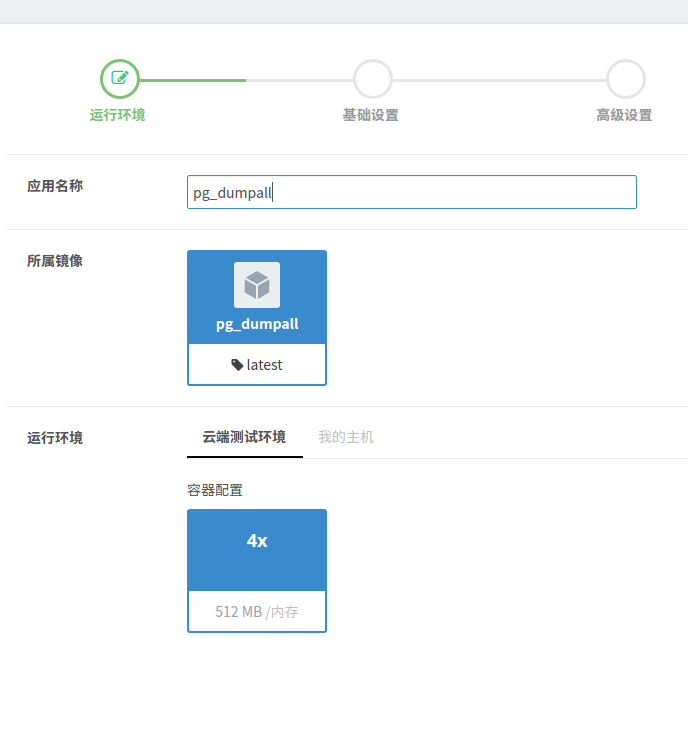 运行环境
基础设置
高级设置
应用名称
pg_dumpall
所属镜像
pg_dumpall
latest
运行环境
云端测试环境
我的主机
容器配置
4x
512 MB /内存